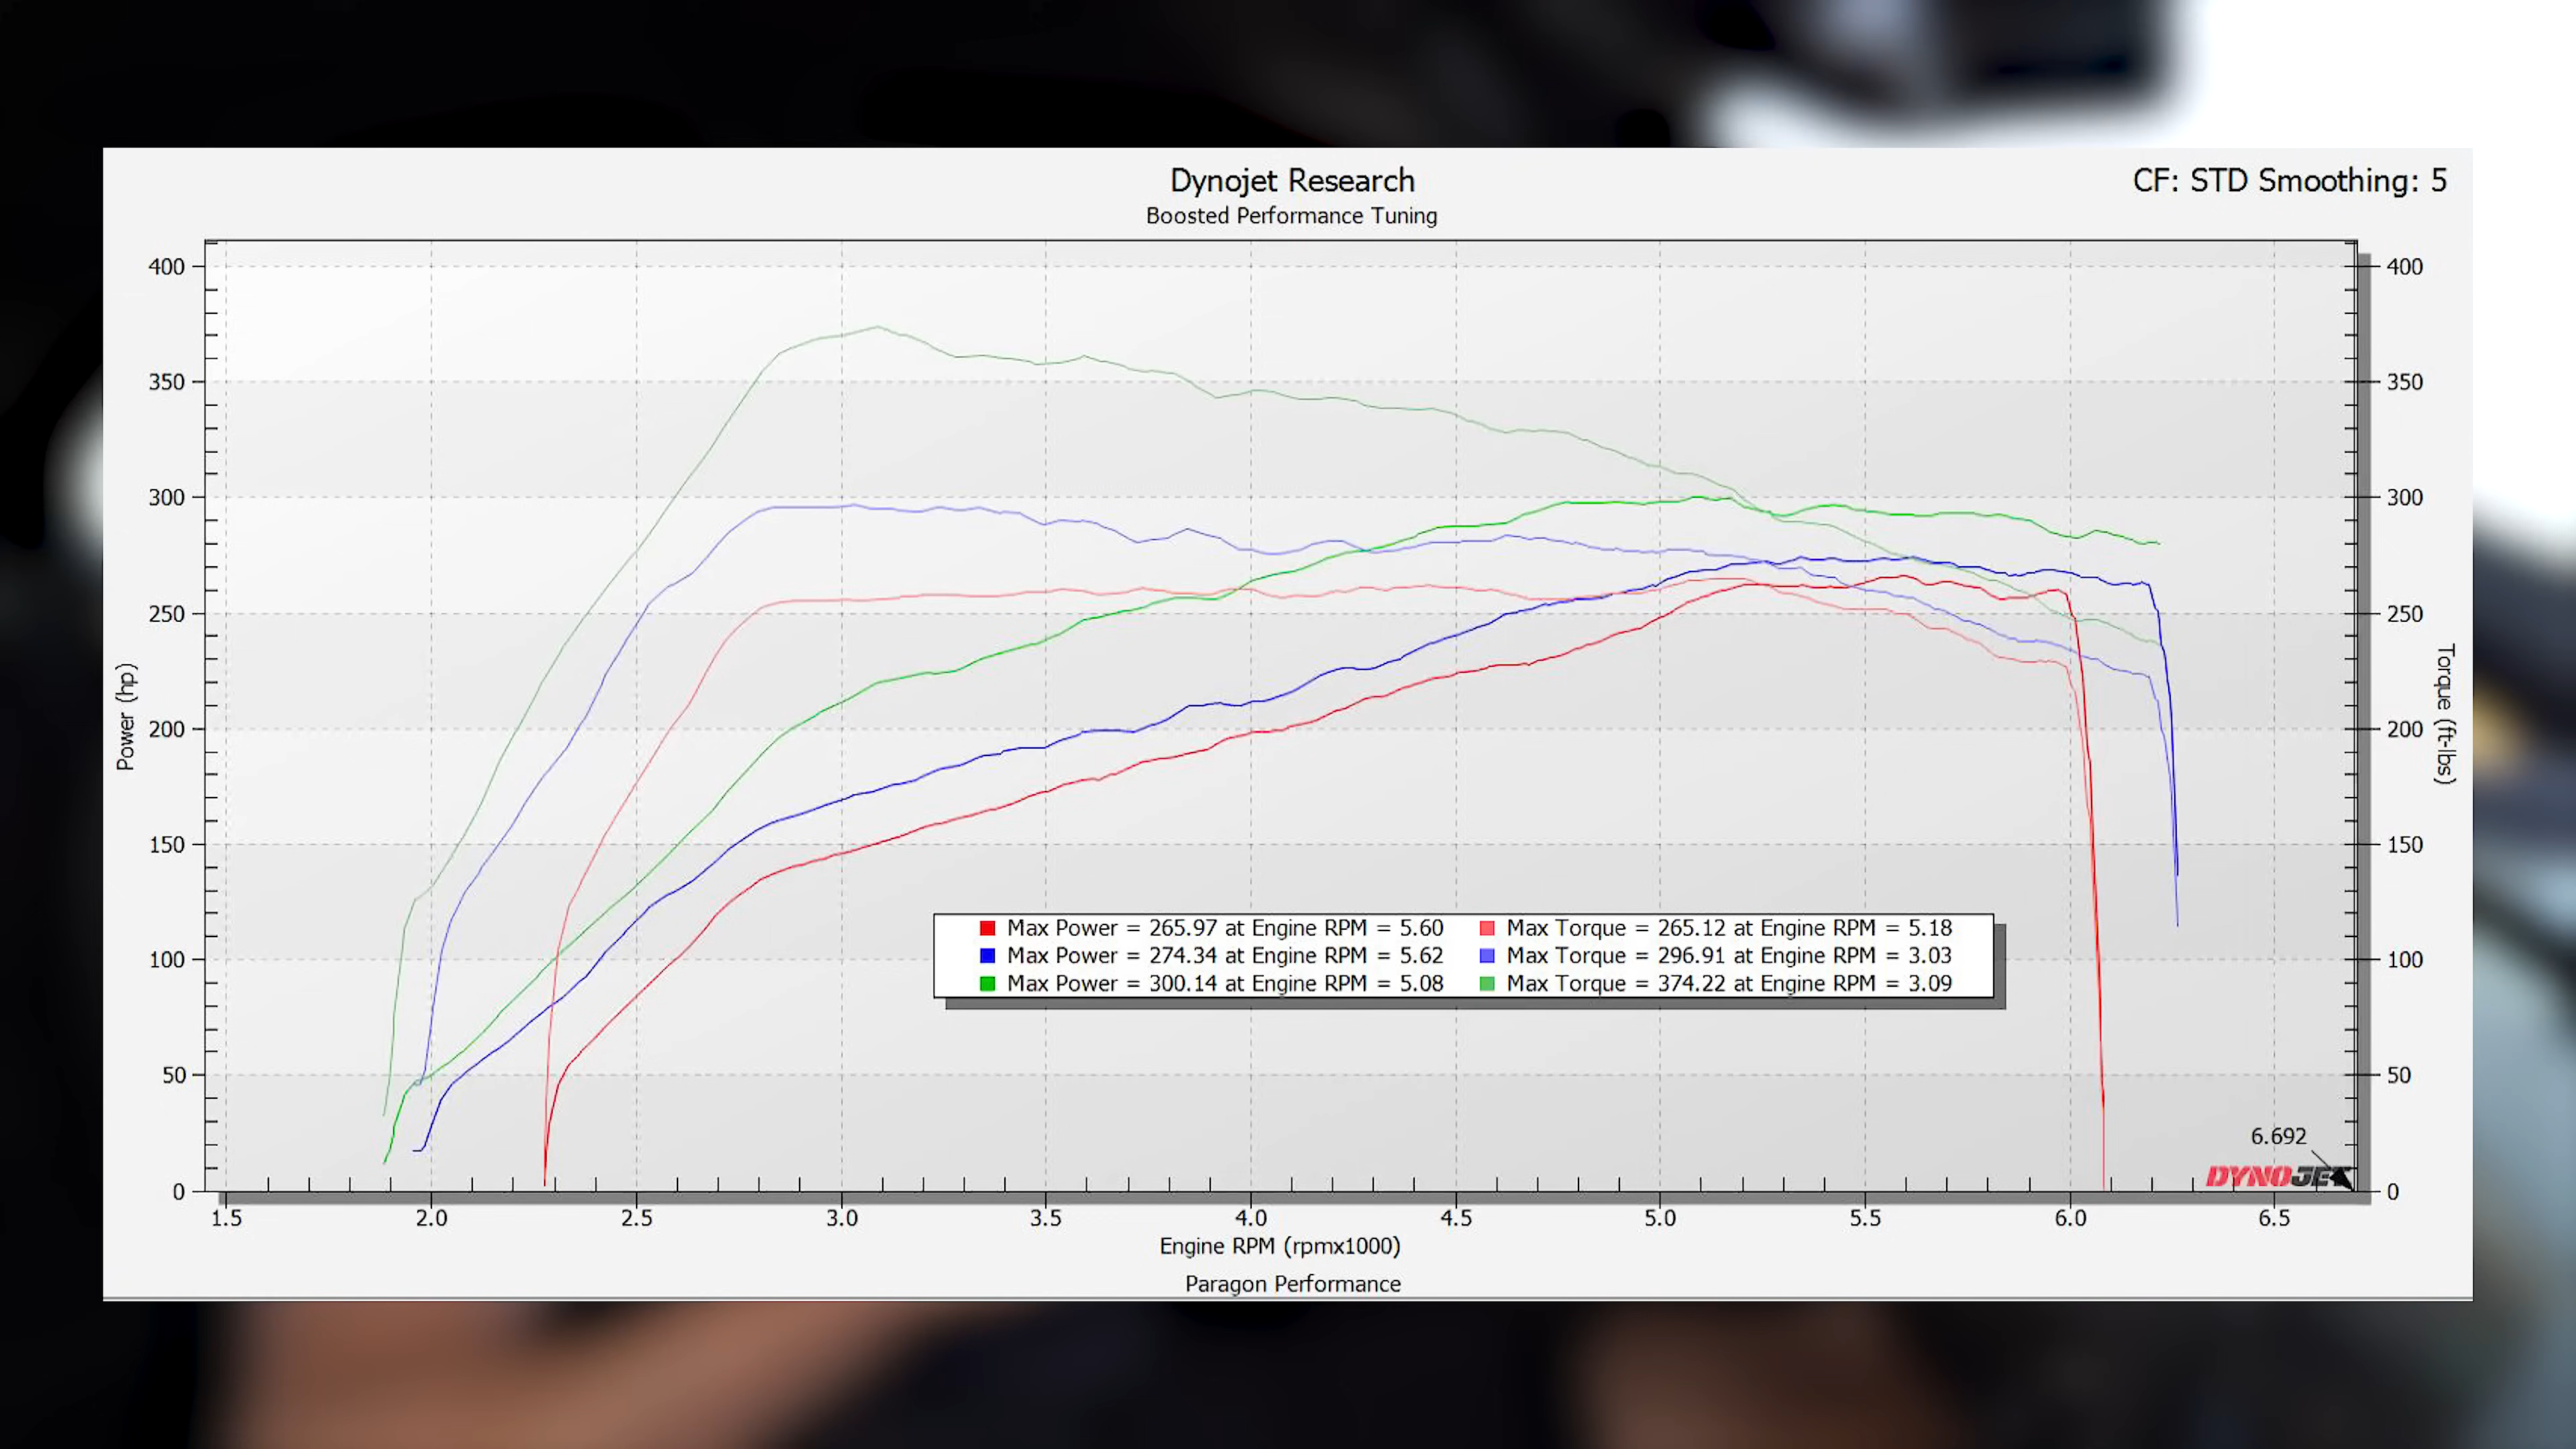 Dynojet Research
CF: STD Smoothing: 5
Boosted Performance Tuning
400
350
300
250
200
150
100
50
0
Power (hp)
400
350
300
250
200
150
100
50
0
Torque (ft-lbs)
Max Power = 265.97 at Engine RPM = 5.60 Max Torque = 265.12 at Engine RPM = 5.18
Max Power = 274.34 at Engine RPM = 5.62 Max Torque = 296.91 at Engine RPM = 3.03
Max Power = 300.14 at Engine RPM = 5.08 Max Torque = 374.22 at Engine RPM = 3.09
6.692
DYNOJET
1.5 2.0 2.5 3.0 3.5 4.0 4.5 5.0 5.5 6.0 6.5
Engine RPM (rpmx1000)
Paragon Performance